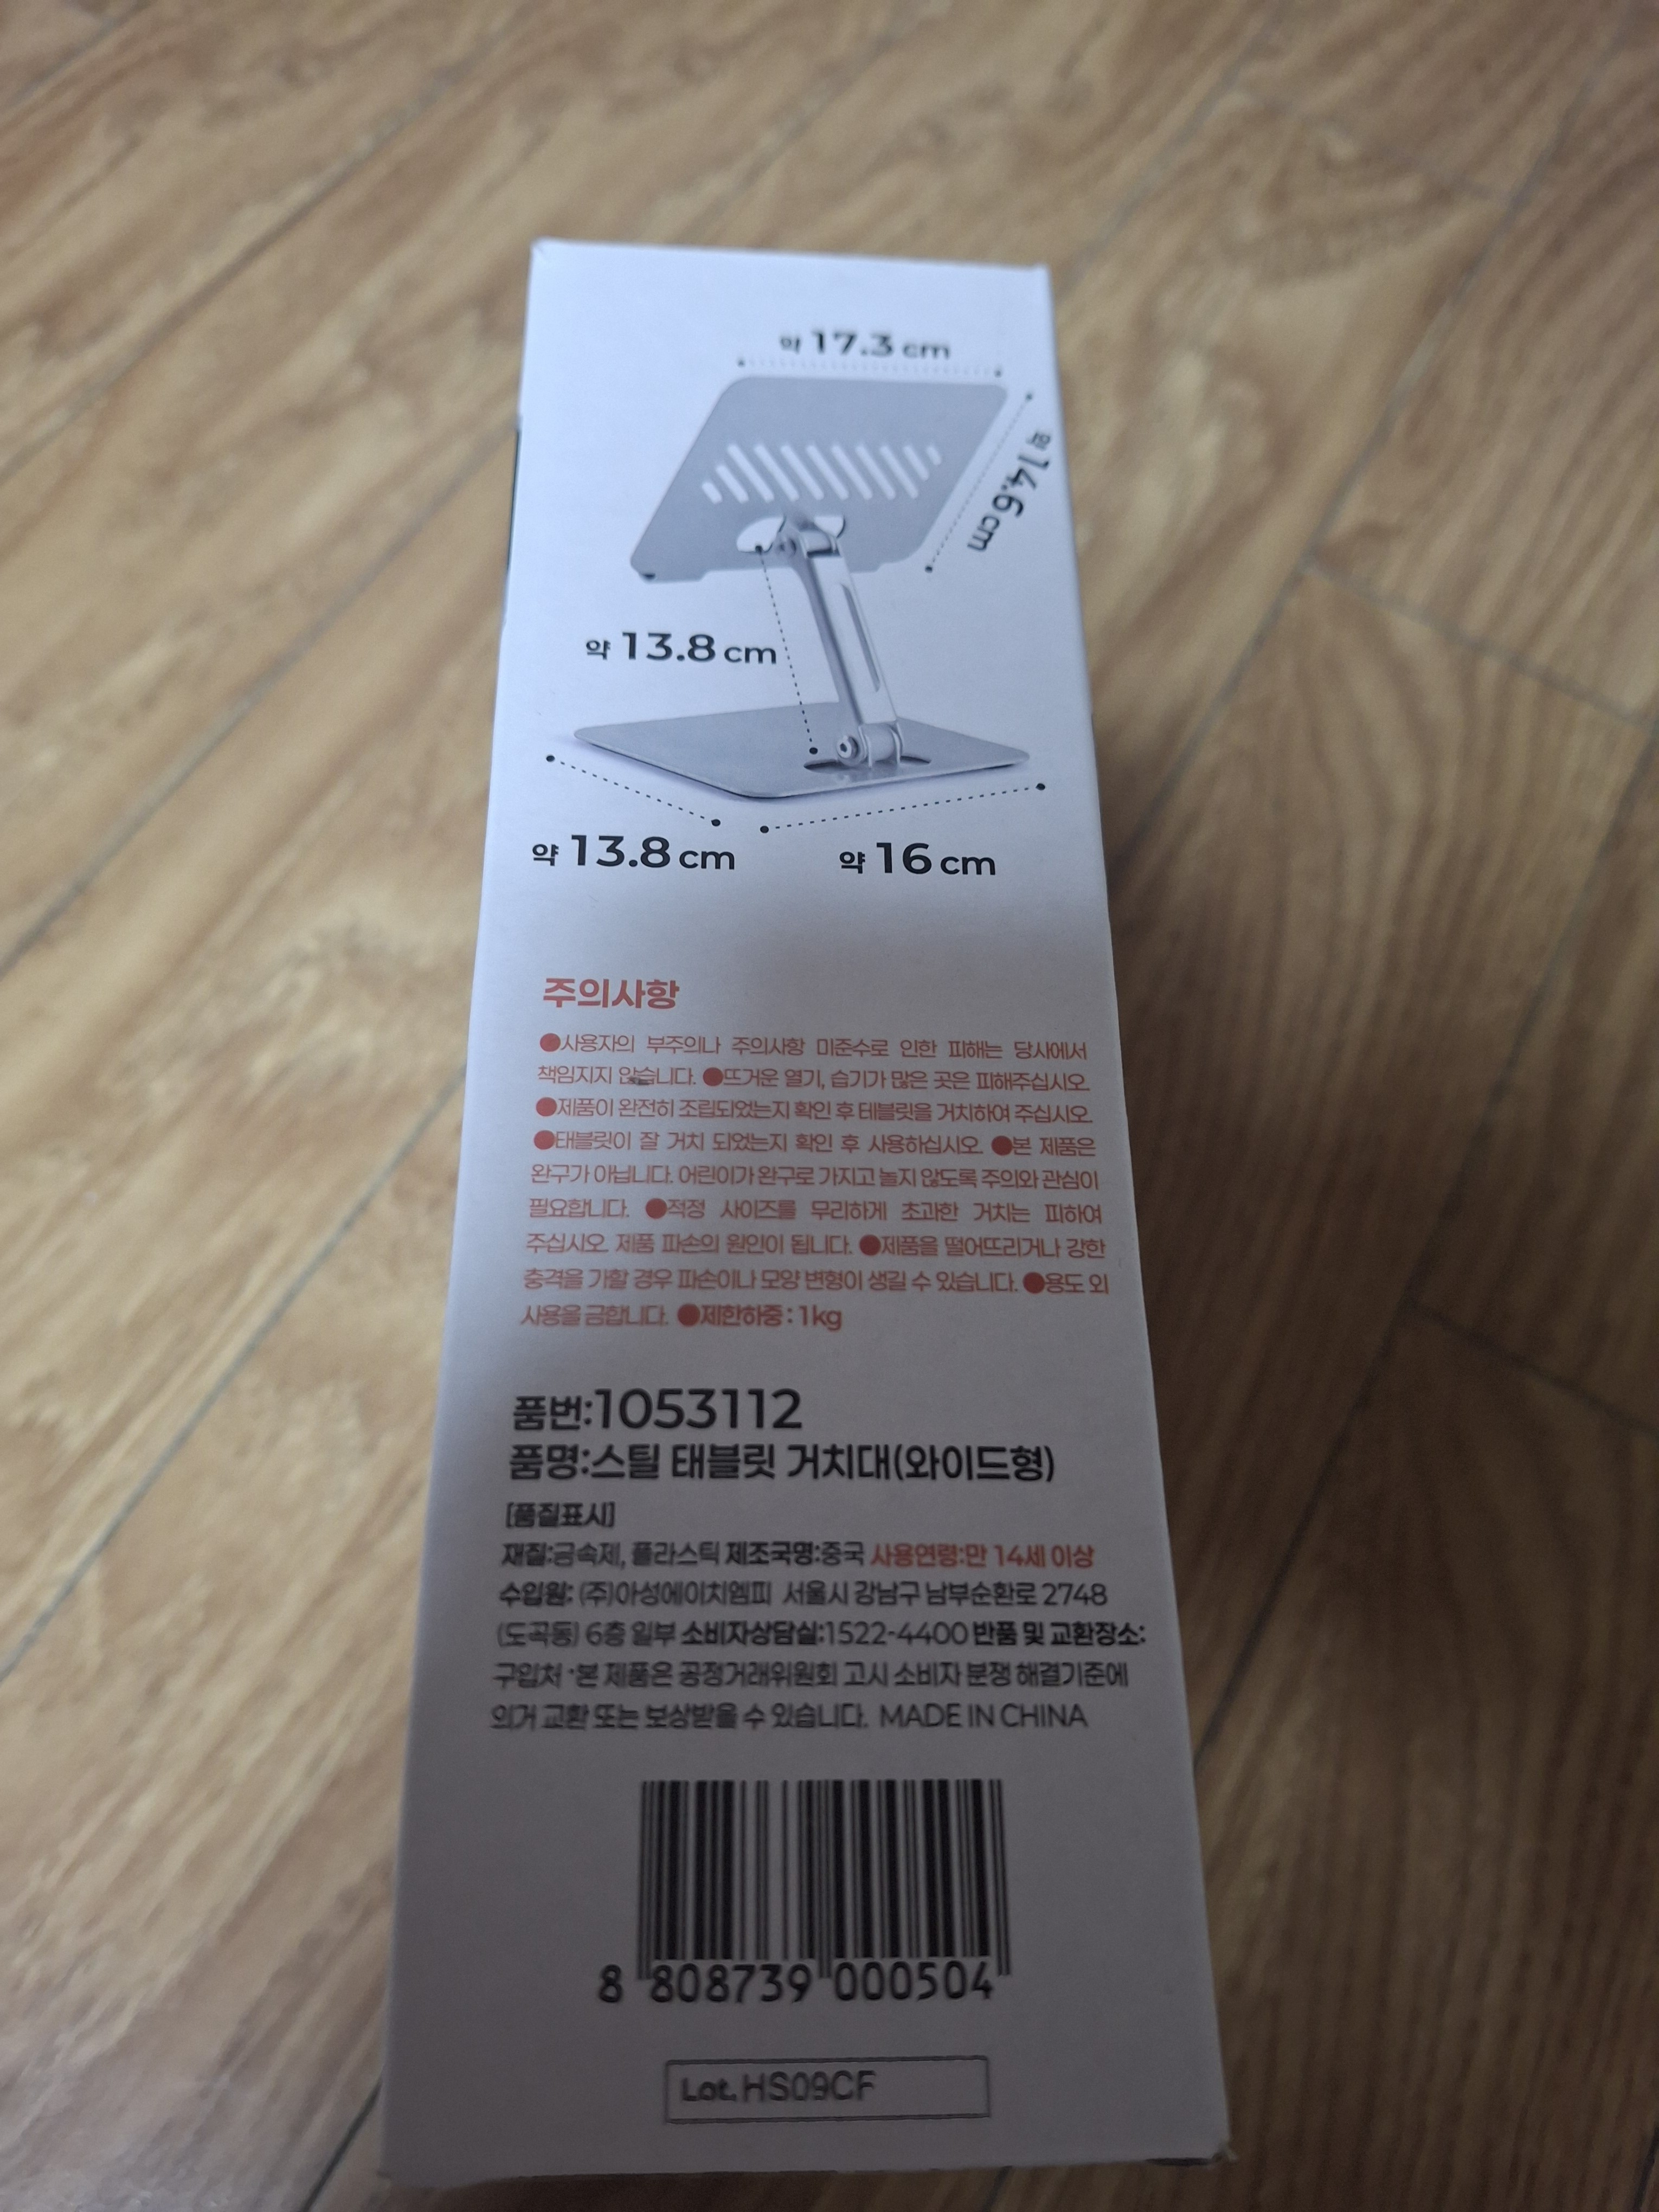 약 17.3 cm
약 14.6 cm
약 13.8 cm
약 13.8 cm
약 16 cm
주의사항
●사용자의 부주의나 주의사항 미준수로 인한 피해는 당사에서
책임지지 않습니다. ●뜨거운 열기, 습기가 많은 곳은 피해주십시오.
●제품이 완전히 조립되었는지 확인 후 테블릿을 거치하여 주십시오.
●태블릿이 잘 거치 되었는지 확인 후 사용하십시오. ●본 제품은
완구가 아닙니다. 어린이가 완구로 가지고 놀지 않도록 주의와 관심이
필요합니다. ●적정 사이즈를 무리하게 초과한 거치는 피하여
주십시오. 제품 파손의 원인이 됩니다. ●제품을 떨어뜨리거나 강한
충격을 가할 경우 파손이나 모양 변형이 생길 수 있습니다. ●용도 외
사용을 금합니다. ●제한하중 : 1kg
품번:1053112
품명:스틸 태블릿 거치대(와이드형)
[품질표시]
재질:금속제, 플라스틱 제조국명:중국 사용연령:만 14세 이상
수입원: (주)아성에이치엠피 서울시 강남구 남부순환로 2748
(도곡동) 6층 일부 소비자상담실:1522-4400 반품 및 교환장소:
구입처 ·본 제품은 공정거래위원회 고시 소비자 분쟁 해결기준에
의거 교환 또는 보상받을 수 있습니다. MADE IN CHINA
8 808739 000504
Lot. HS09CF